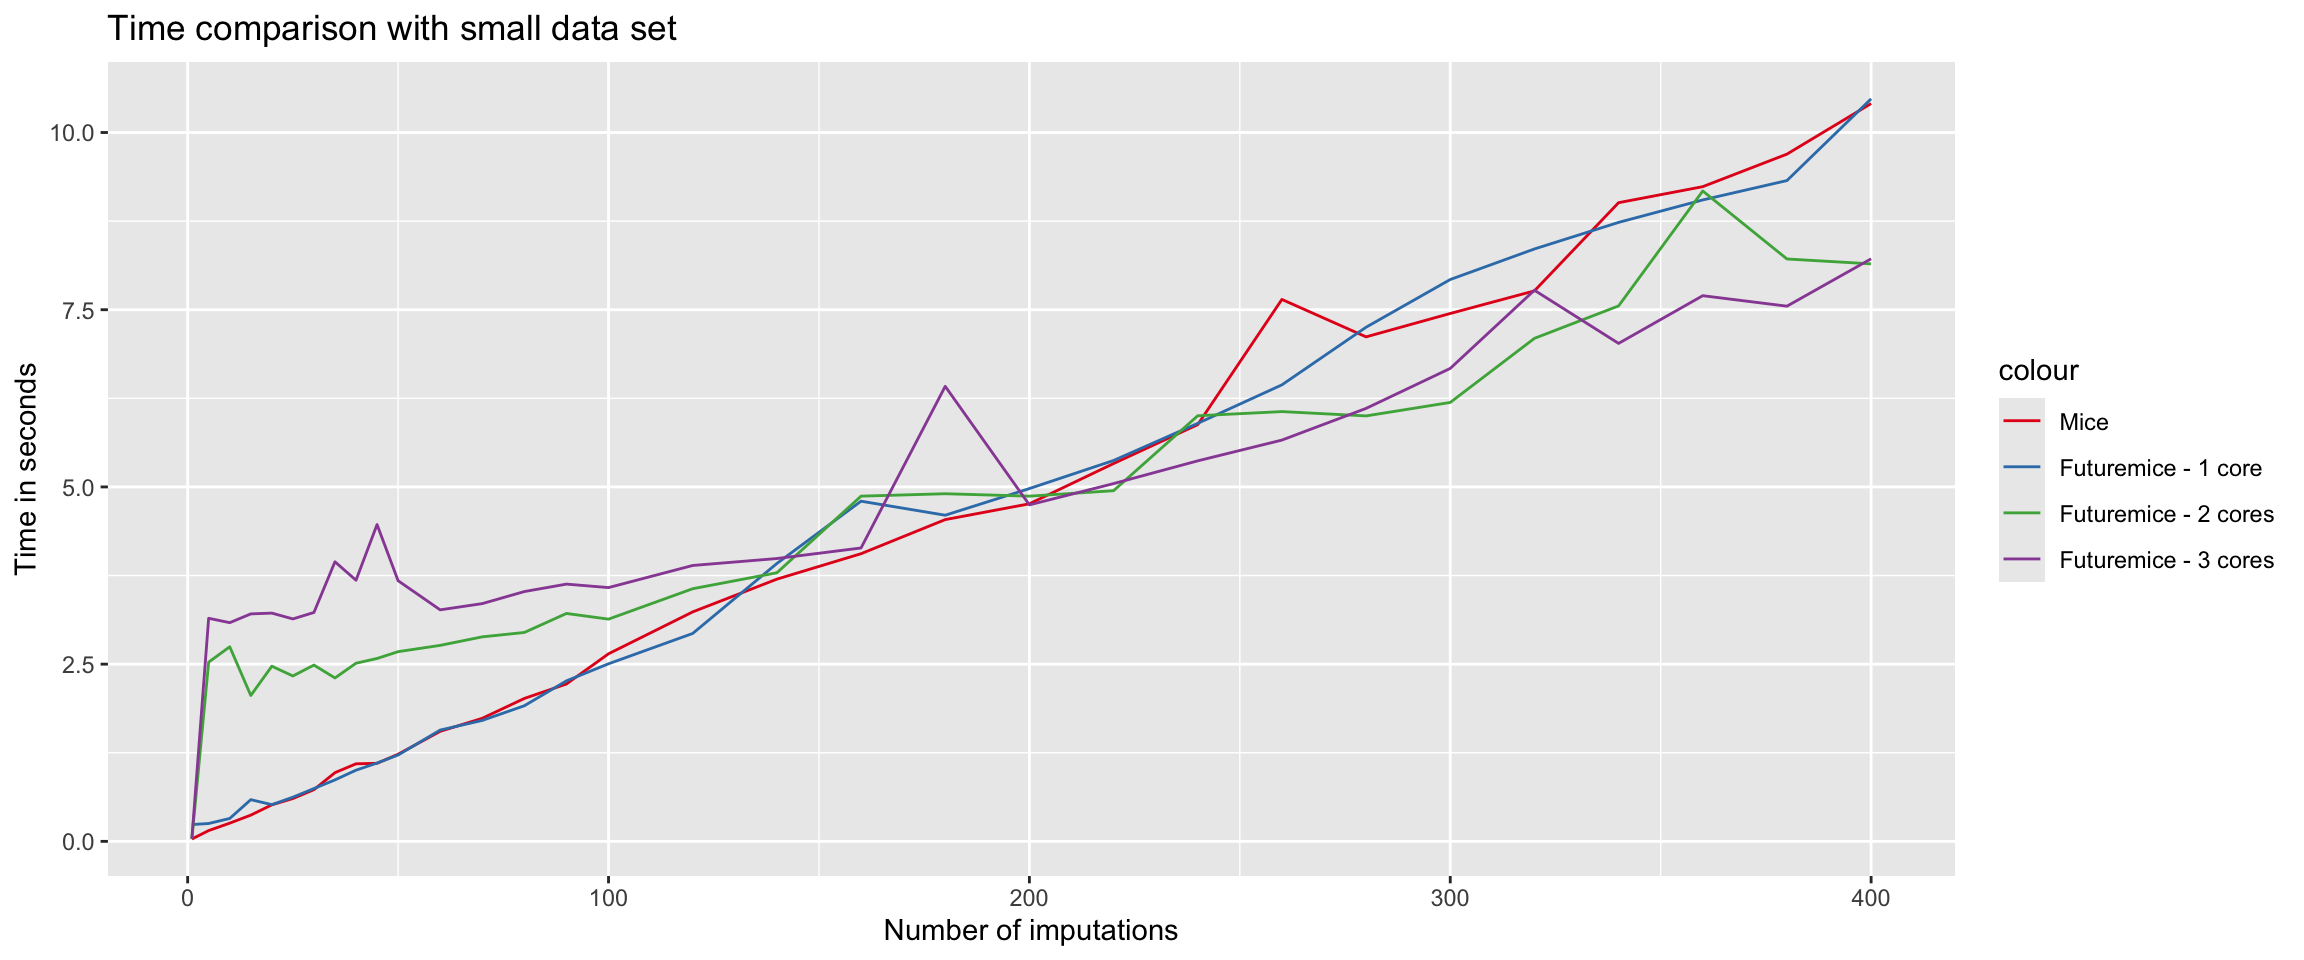 Time comparison with small data set
10.0
7.5
5.0
2.5
0.0
Time in seconds
0 100 200 300 400
Number of imputations
colour
Mice
Futuremice - 1 core
Futuremice - 2 cores
Futuremice - 3 cores